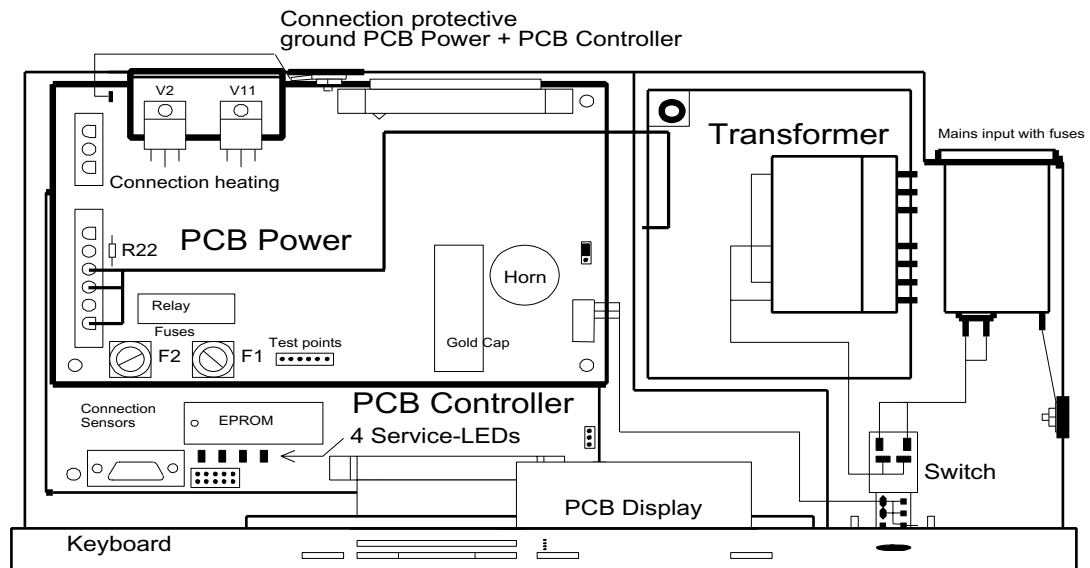 Connection protective
ground PCB Power + PCB Controller
V2
V11
Transformer
Mains input with fuses
Connection heating
PCB Power
R22
Horn
Relay
Fuses
F2
F1
Test points
Gold Cap
PCB Controller
Connection
Sensors
EPROM
4 Service-LEDs
Switch
PCB Display
Keyboard